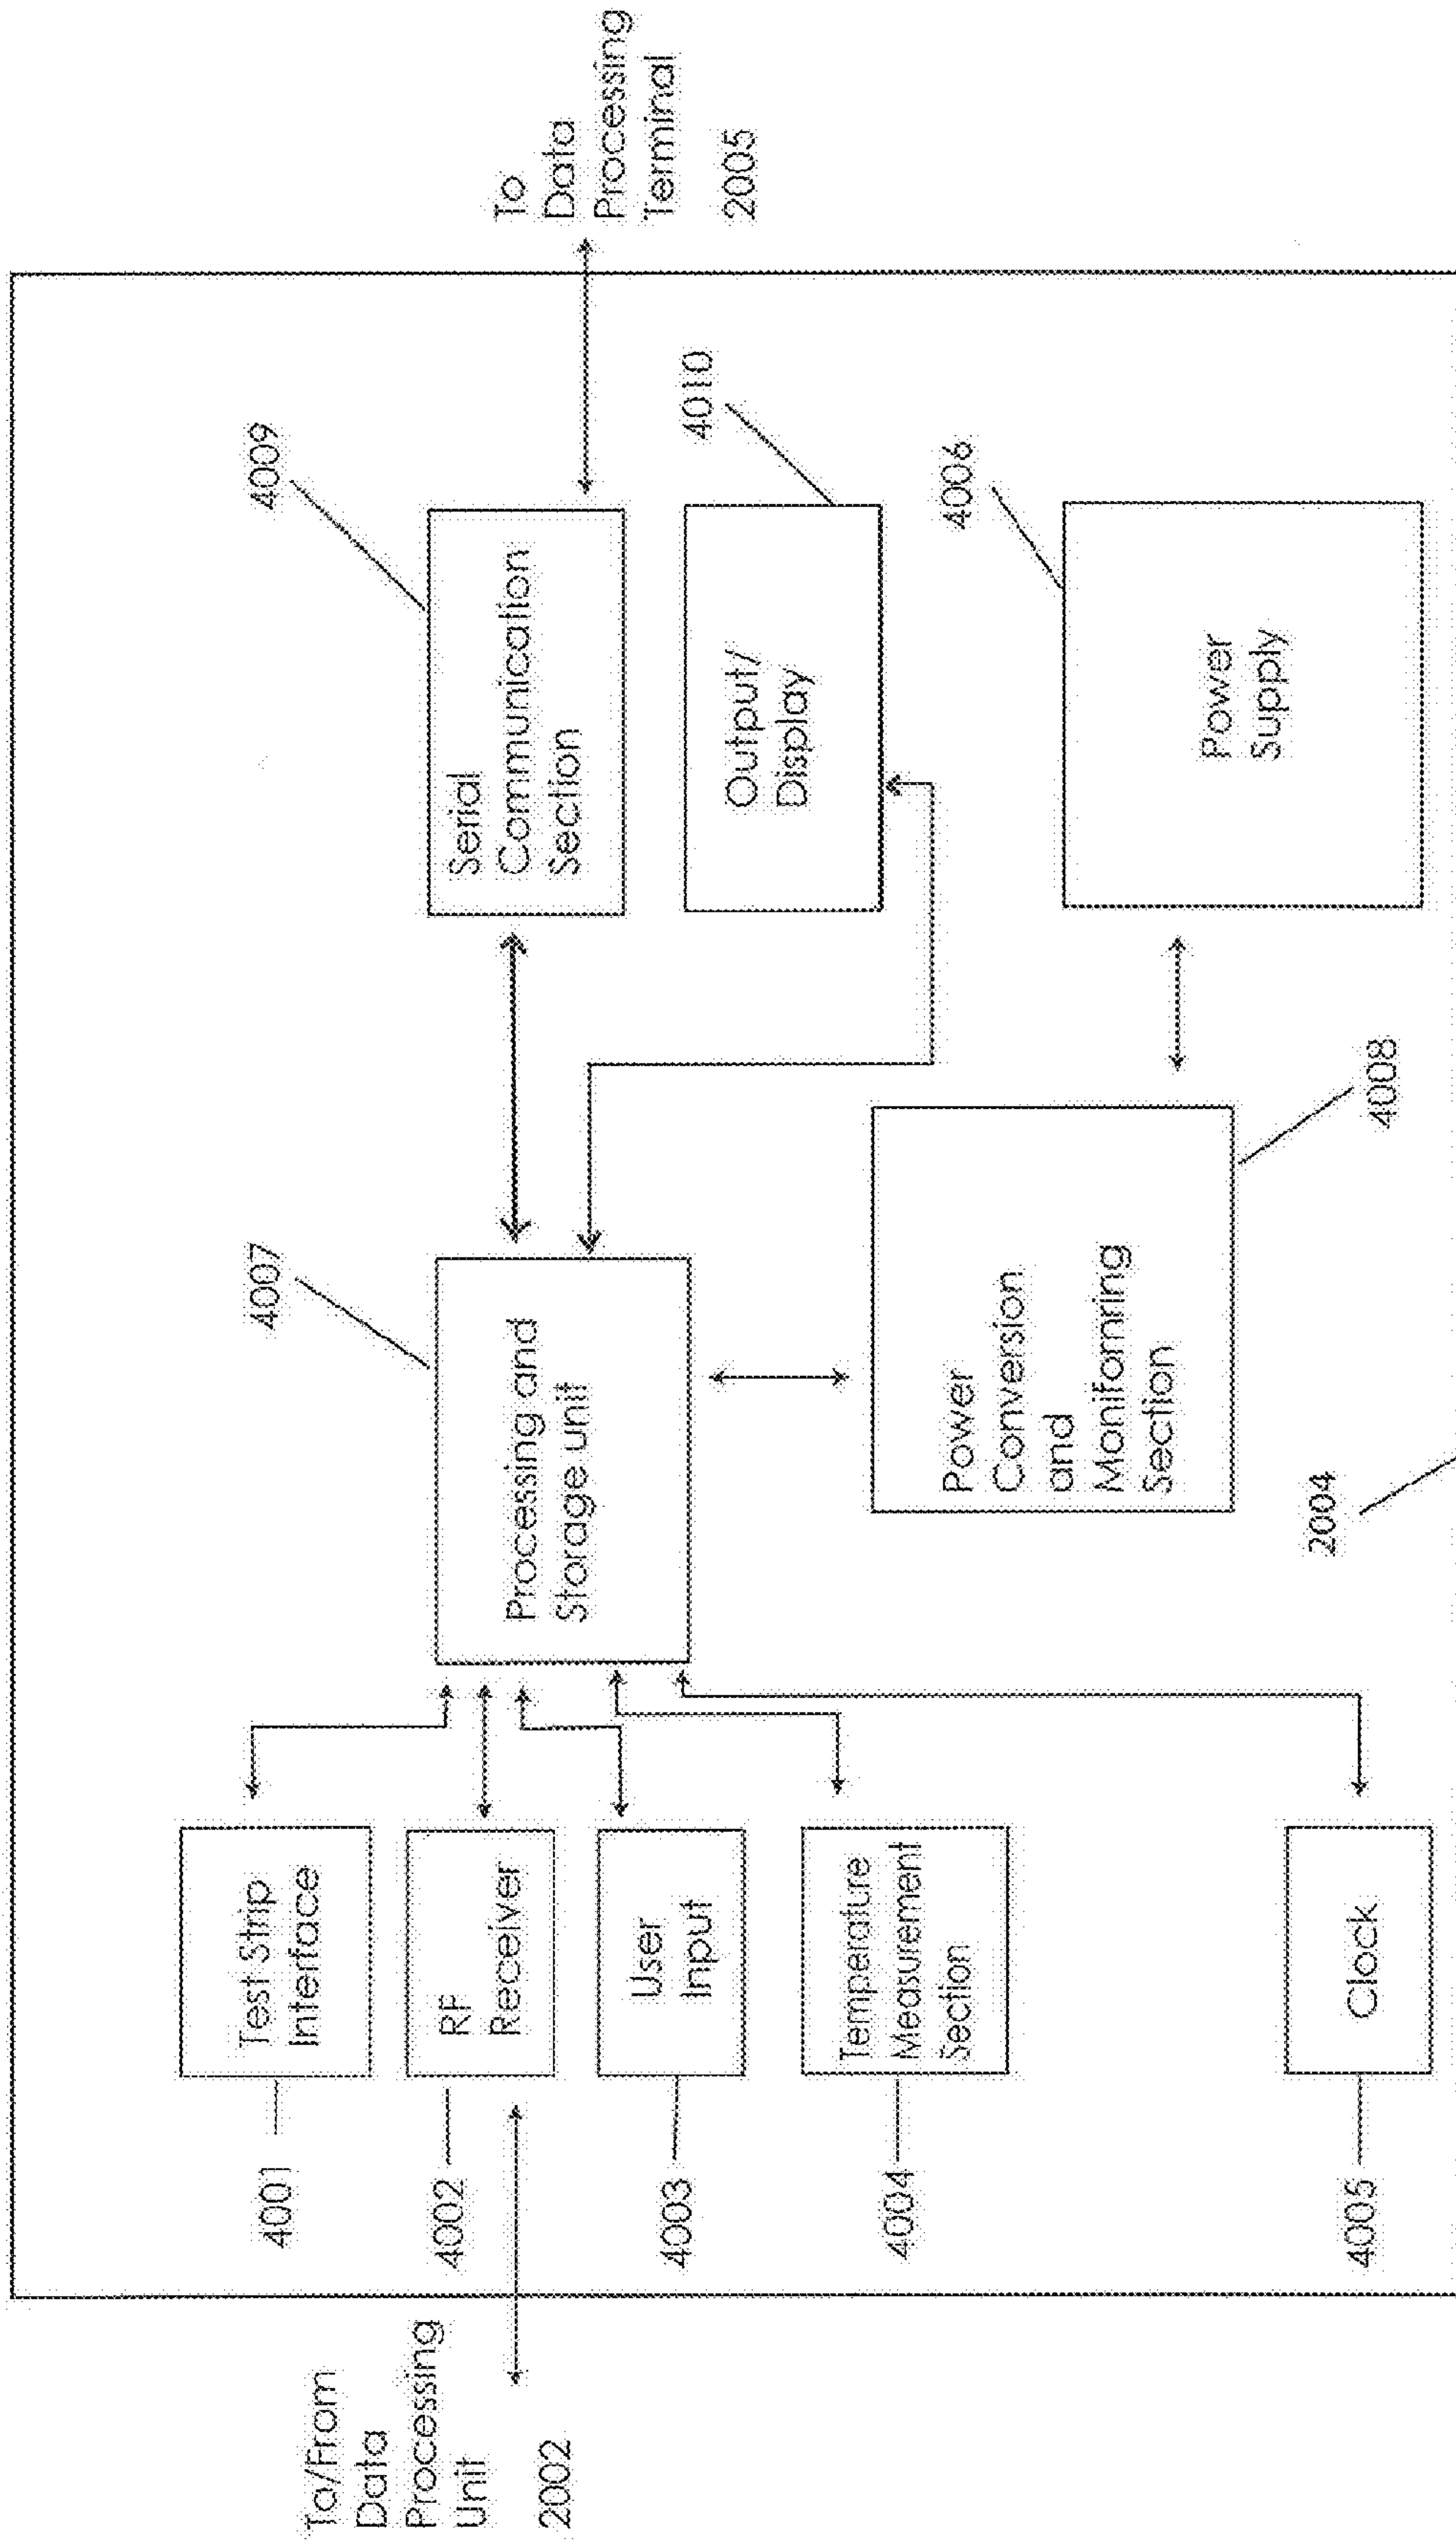 To/From
Data
Processing
Unit
2002
4001
Test Strip
Interface
4002
RF
Receiver
4003
User
Input
4004
Temperature
Measurement
Section
4005
Clock
4007
Processing and
Storage unit
Power
Conversion
and
Monifomring
Section
4008
2004
4009
Serial
Communication
Section
4010
Output/
Display
4006
Power
Supply
To
Data
Processing
Terminal
2005